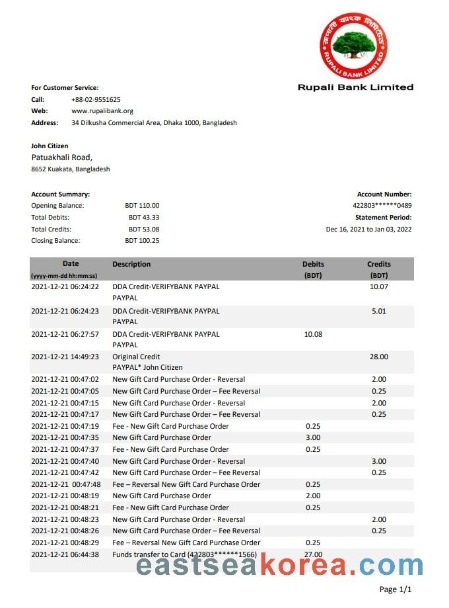 রূপালী ব্যাংক লিমিটেড
RUPALI BANK LIMITED
Rupali Bank Limited
For Customer Service:
Call: +88-02-9551625
Web: www.rupalibank.org
Address: 34 Dilkusha Commercial Area, Dhaka 1000, Bangladesh
John Citizen
Patuakhali Road,
8652 Kuakata, Bangladesh
Account Summary: Account Number:
Opening Balance: BDT 110.00 422803******0489
Total Debits: BDT 43.33 Statement Period:
Total Credits: BDT 53.08 Dec 16, 2021 to Jan 03, 2022
Closing Balance: BDT 100.25
Date Description Debits Credits
(yyyy-mm-dd hh:mm:ss) (BDT) (BDT)
2021-12-21 06:24:22 DDA Credit-VERIFYBANK PAYPAL 10.07
PAYPAL
2021-12-21 06:24:23 DDA Credit-VERIFYBANK PAYPAL 5.01
PAYPAL
2021-12-21 06:27:57 DDA Credit-VERIFYBANK PAYPAL 10.08
PAYPAL
2021-12-21 14:49:23 Original Credit 28.00
PAYPAL* John Citizen
2021-12-21 00:47:02 New Gift Card Purchase Order - Reversal 2.00
2021-12-21 00:47:05 New Gift Card Purchase Order – Fee Reversal 0.25
2021-12-21 00:47:15 New Gift Card Purchase Order - Reversal 2.00
2021-12-21 00:47:17 New Gift Card Purchase Order – Fee Reversal 0.25
2021-12-21 00:47:19 Fee - New Gift Card Purchase Order 0.25
2021-12-21 00:47:35 New Gift Card Purchase Order 3.00
2021-12-21 00:47:37 Fee - New Gift Card Purchase Order 0.25
2021-12-21 00:47:40 New Gift Card Purchase Order - Reversal 3.00
2021-12-21 00:47:42 New Gift Card Purchase Order – Fee Reversal 0.25
2021-12-21 00:47:48 Fee – Reversal New Gift Card Purchase Order 0.25
2021-12-21 00:48:19 New Gift Card Purchase Order 2.00
2021-12-21 00:48:21 Fee - New Gift Card Purchase Order 0.25
2021-12-21 00:48:23 New Gift Card Purchase Order - Reversal 2.00
2021-12-21 00:48:26 New Gift Card Purchase Order – Fee Reversal 0.25
2021-12-21 00:48:29 Fee – Reversal New Gift Card Purchase Order 0.25
2021-12-21 06:44:38 Funds transfer to Card (422803******1566) 27.00
eastseakorea.com
Page 1/1